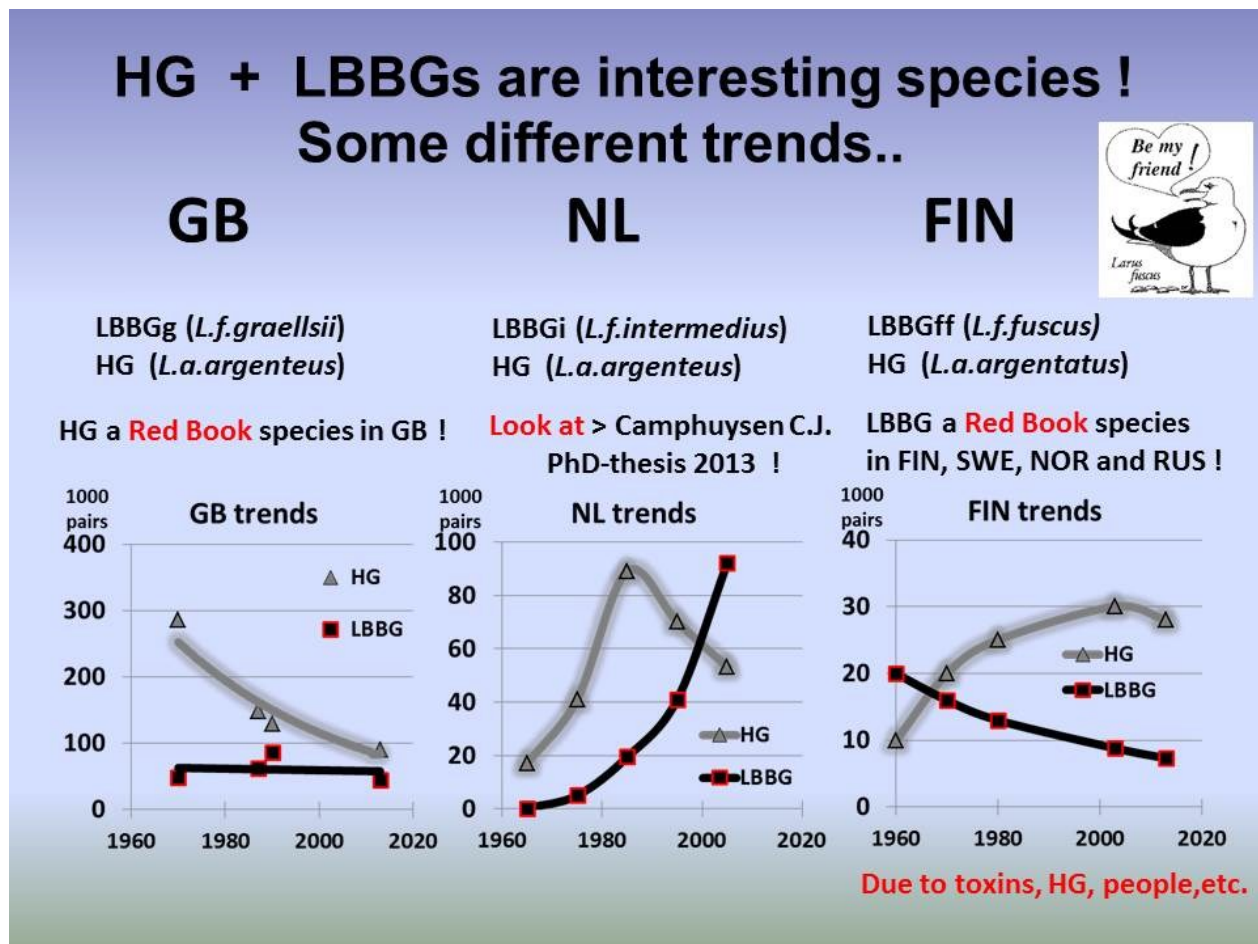 HG + LBBGs are interesting species !
Some different trends..
Be my
friend !
Larus
fuscus
GB
NL
FIN
LBBGg (L.f.graellsii)
HG (L.a.argenteus)
HG a Red Book species in GB !
LBBGi (L.f.intermedius)
HG (L.a.argenteus)
Look at > Camphuysen C.J.
PhD-thesis 2013 !
LBBGff (L.f.fuscus)
HG (L.a.argentatus)
LBBG a Red Book species
in FIN, SWE, NOR and RUS !
1000
pairs
GB trends
400
300
200
100
0
1960
1980
2000
2020
HG
LBBG
1000
pairs
NL trends
100
80
60
40
20
0
1960
1980
2000
2020
HG
LBBG
1000
pairs
FIN trends
40
30
20
10
0
1960
1980
2000
2020
HG
LBBG
Due to toxins, HG, people,etc.